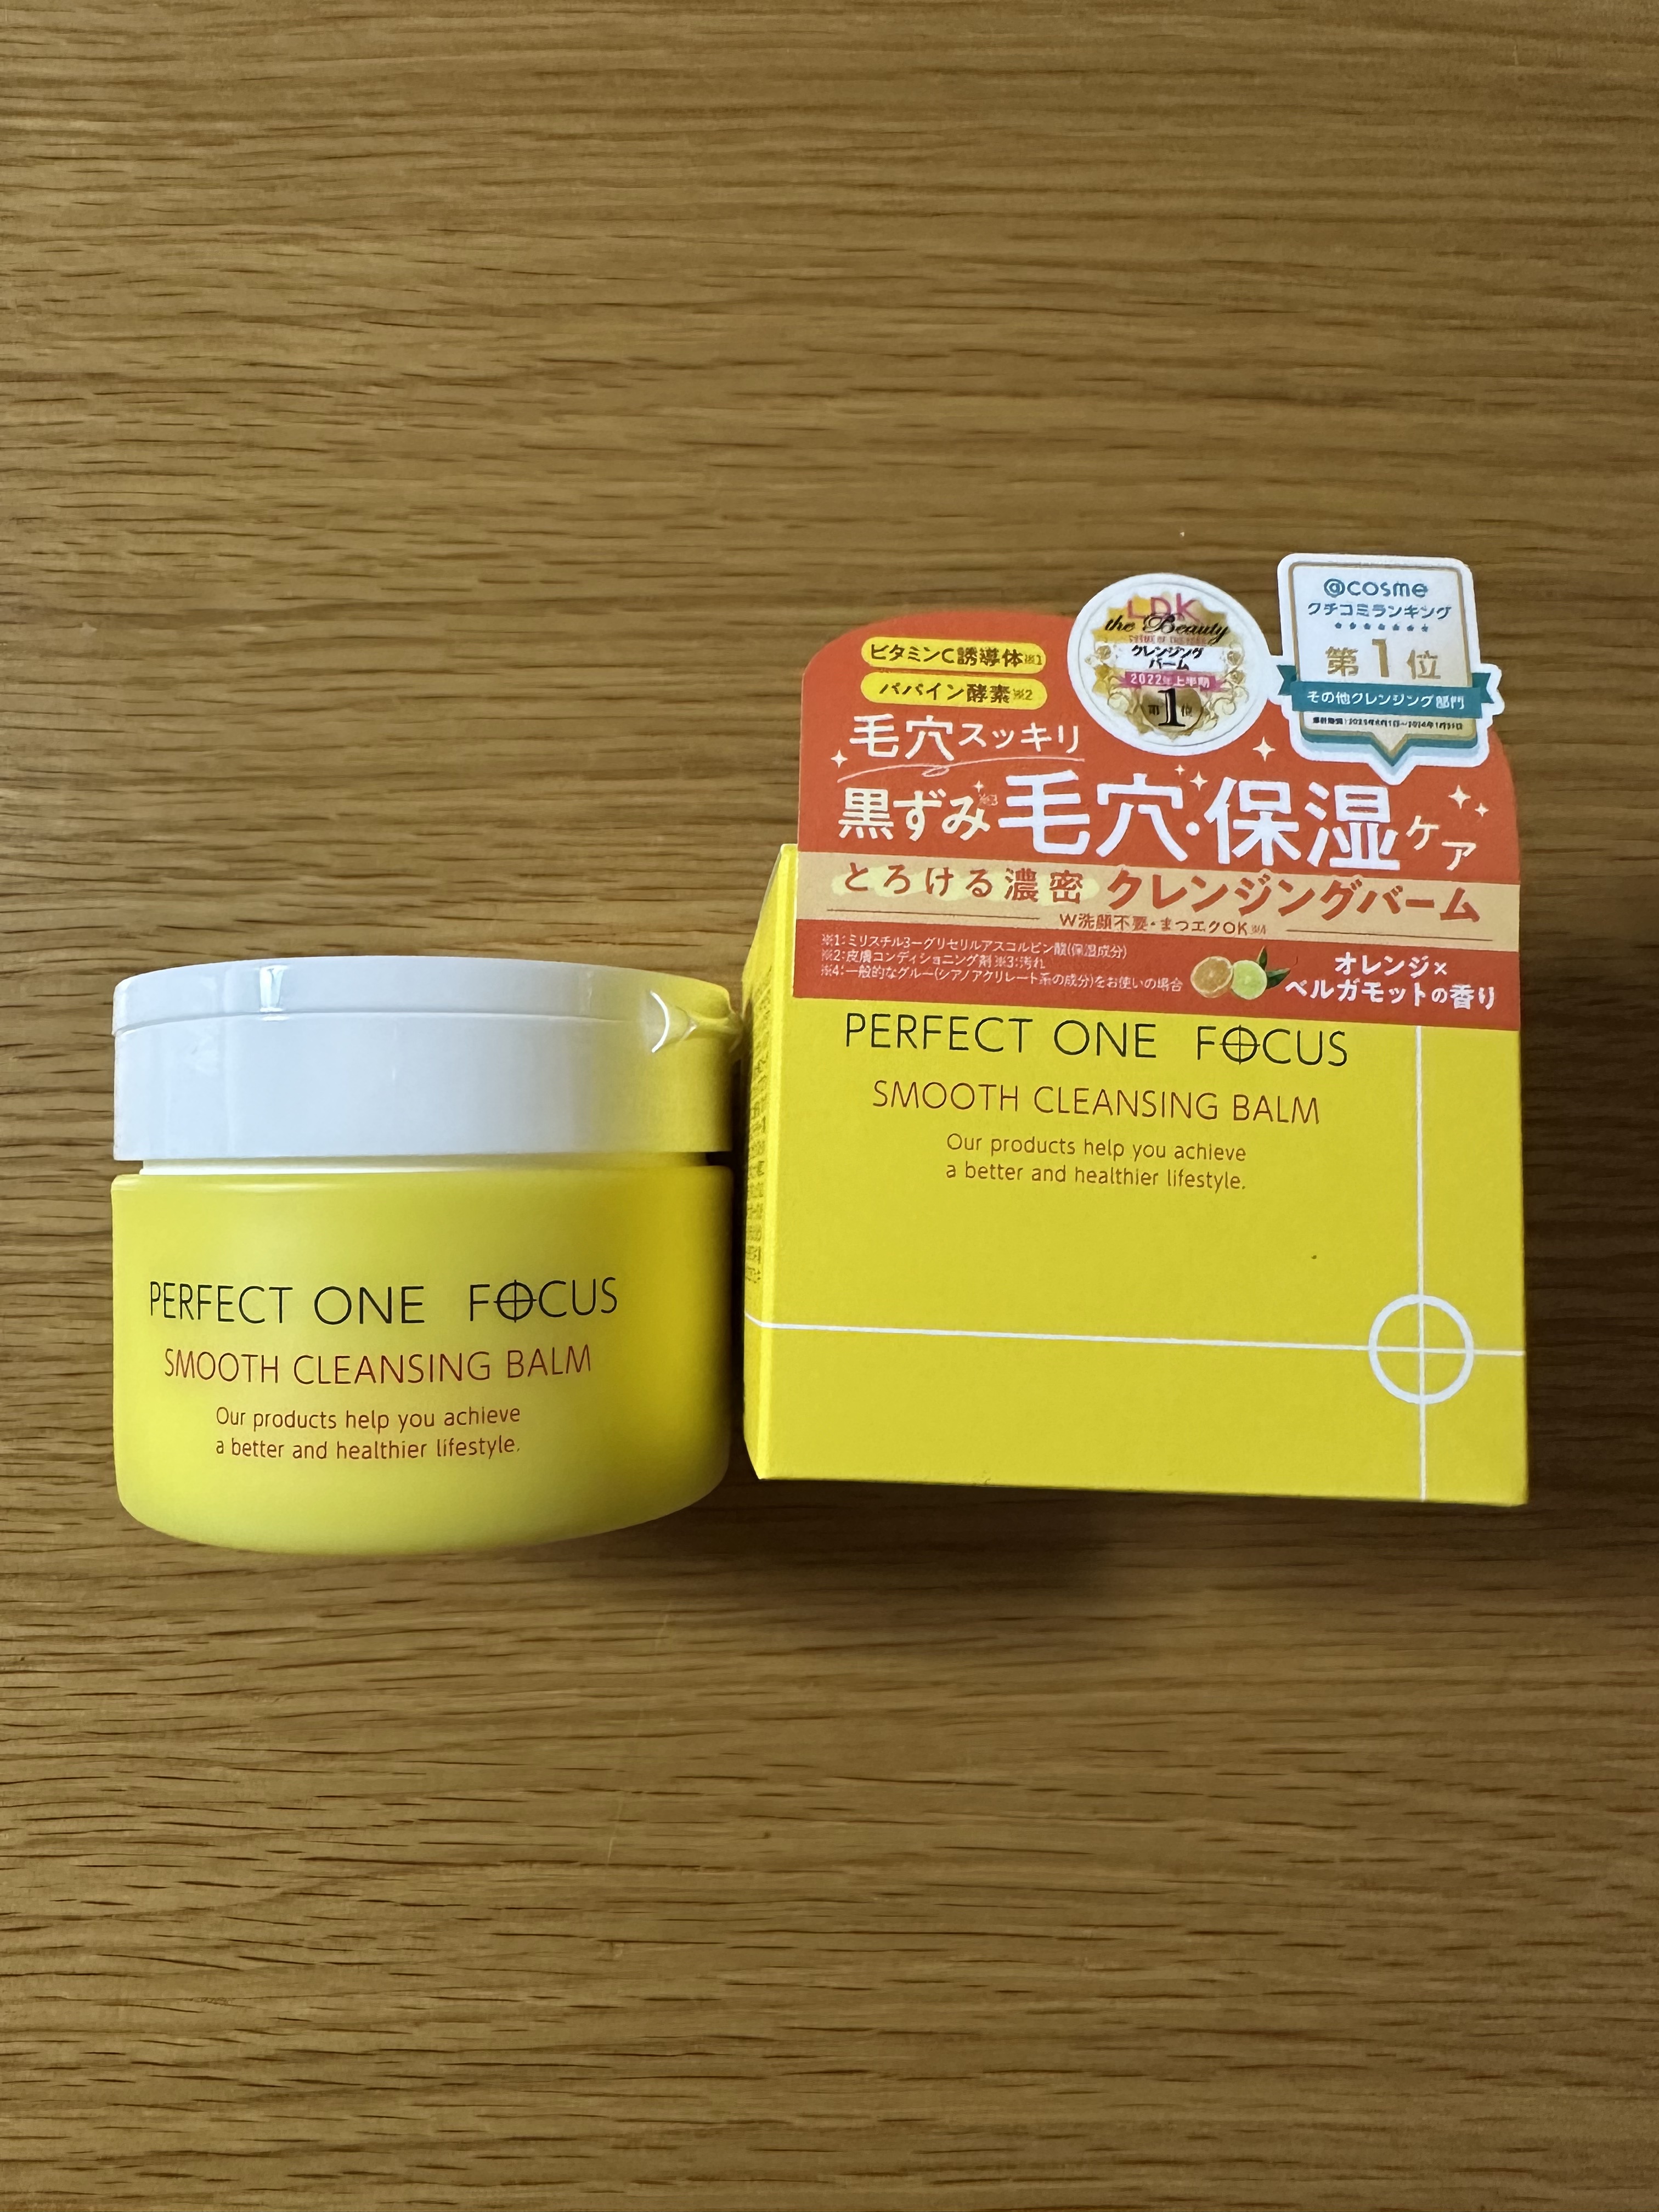 @cosme
クチコミランキング
第1位
その他クレンジング部門
LDK
the Beauty
クレンジング
バーム
2022年上半期
第1位
ビタミンC誘導体※1
パパイン酵素※2
毛穴スッキリ
黒ずみ※3毛穴・保湿ケア
とろける濃密クレンジングバーム
W洗顔不要・まつエクOK※4
※1:ミリスチル3-グリセリルアスコルビン酸(保湿成分)
※2:皮膚コンディショニング剤 ※3:汚れ
※4:一般的なグルー(シアノアクリレート系の成分)をお使いの場合
オレンジ×
ベルガモットの香り
PERFECT ONE FOCUS
SMOOTH CLEANSING BALM
Our products help you achieve
a better and healthier lifestyle.
PERFECT ONE FOCUS
SMOOTH CLEANSING BALM
Our products help you achieve
a better and healthier lifestyle.